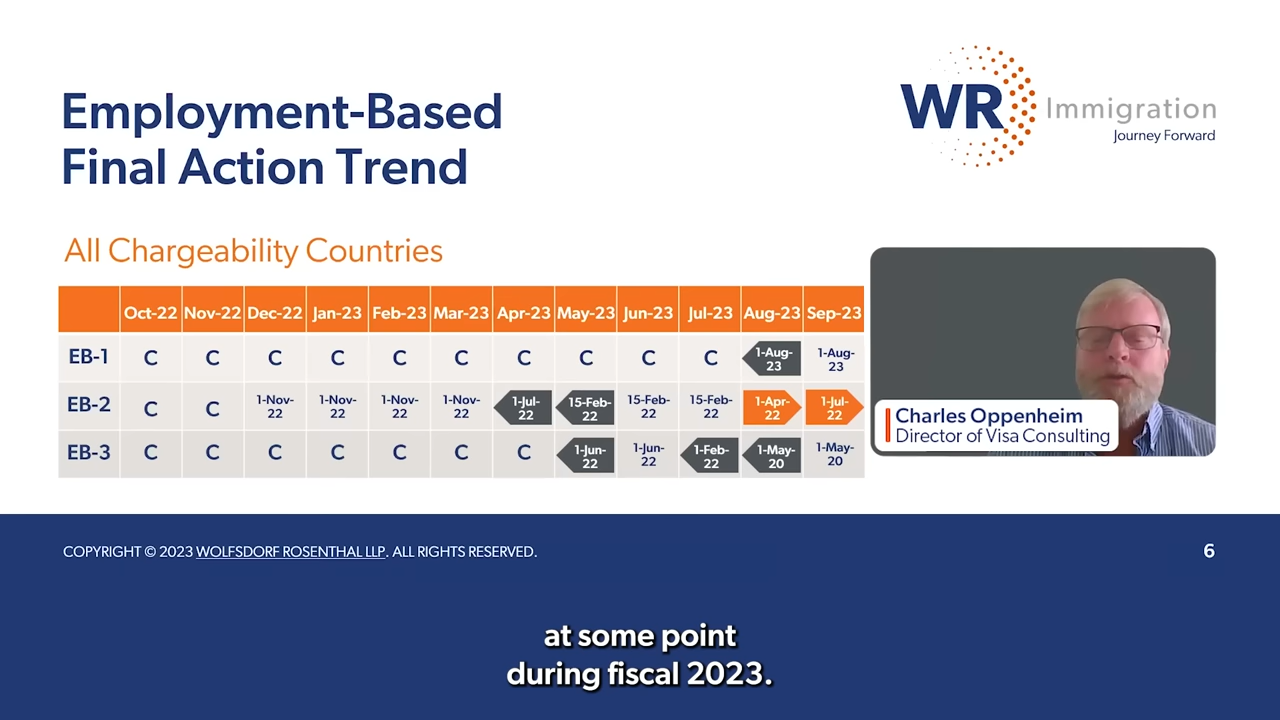 Employment-Based
Final Action Trend
WR Immigration
Journey Forward
All Chargeability Countries
Oct-22 Nov-22 Dec-22 Jan-23 Feb-23 Mar-23 Apr-23 May-23 Jun-23 Jul-23 Aug-23 Sep-23
EB-1 C C C C C C C C C C 1-Aug-23 1-Aug-23
EB-2 C C 1-Nov-22 1-Nov-22 1-Nov-22 1-Nov-22 1-Jul-22 15-Feb-22 15-Feb-22 15-Feb-22 1-Apr-22 1-Jul-22
EB-3 C C C C C C C 1-Jun-22 1-Jun-22 1-Feb-22 1-May-20 1-May-20
Charles Oppenheim
Director of Visa Consulting
COPYRIGHT © 2023 WOLFSDORF ROSENTHAL LLP. ALL RIGHTS RESERVED.
6
at some point
during fiscal 2023.